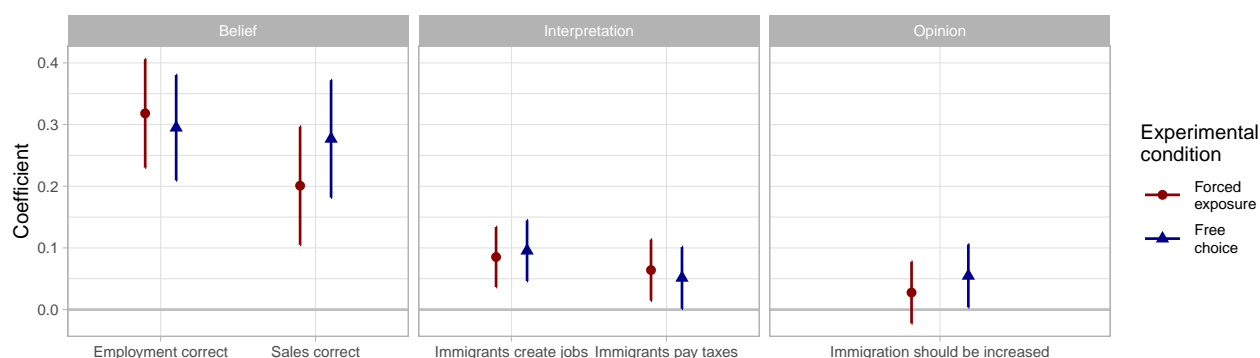 Belief
Interpretation
Opinion
Coefficient
0.4
0.3
0.2
0.1
0.0
Employment correct
Sales correct
Immigrants create jobs
Immigrants pay taxes
Immigration should be increased
Experimental
condition
Forced
exposure
Free
choice